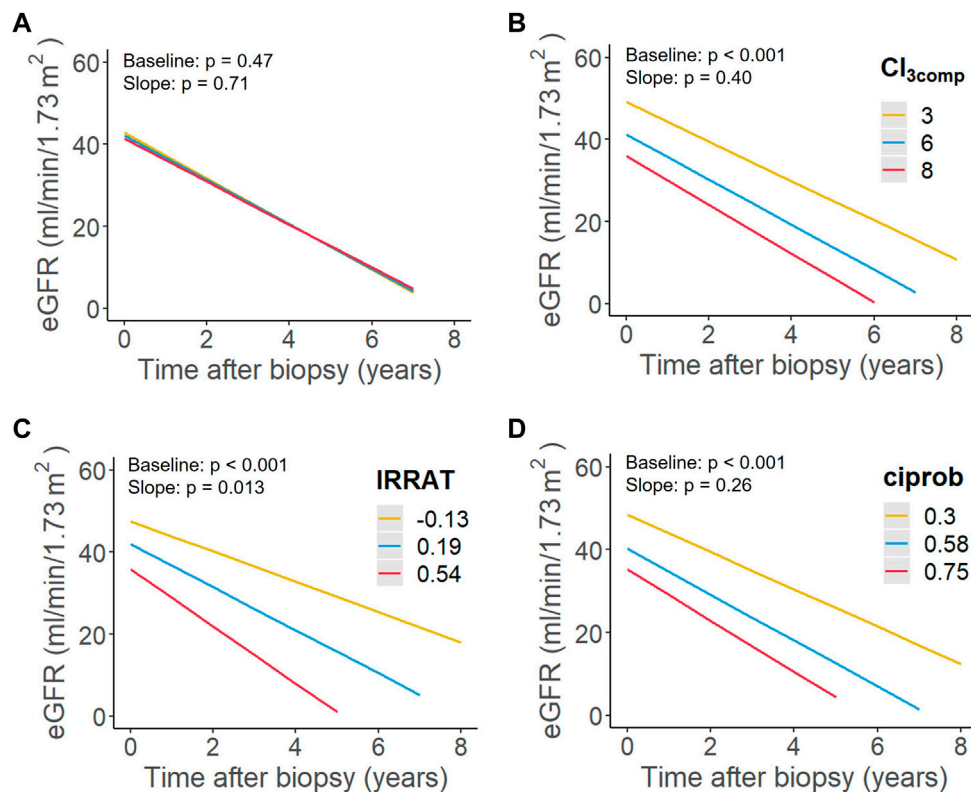 A
Baseline: p = 0.47
Slope: p = 0.71
eGFR (ml/min/1.73 m²)
60
40
20
0
0 2 4 6 8
Time after biopsy (years)
B
Baseline: p < 0.001
Slope: p = 0.40
CI₃comp
3
6
8
eGFR (ml/min/1.73 m²)
60
40
20
0
0 2 4 6 8
Time after biopsy (years)
C
Baseline: p < 0.001
Slope: p = 0.013
IRRAT
-0.13
0.19
0.54
eGFR (ml/min/1.73 m²)
60
40
20
0
0 2 4 6 8
Time after biopsy (years)
D
Baseline: p < 0.001
Slope: p = 0.26
ciprob
0.3
0.58
0.75
eGFR (ml/min/1.73 m²)
60
40
20
0
0 2 4 6 8
Time after biopsy (years)